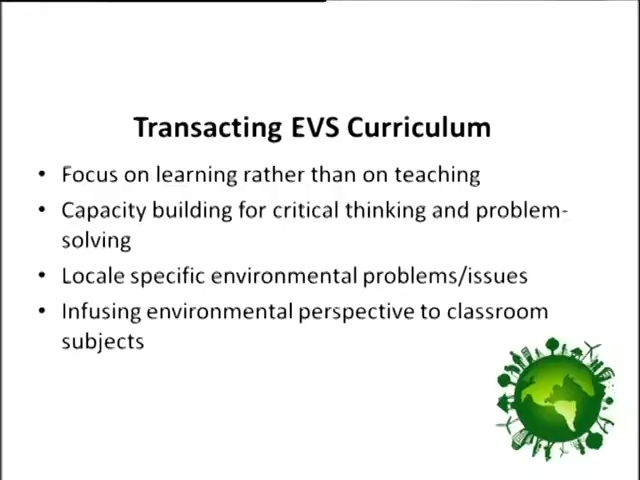 Transacting EVS Curriculum
• Focus on learning rather than on teaching
• Capacity building for critical thinking and problem-
solving
• Locale specific environmental problems/issues
• Infusing environmental perspective to classroom
subjects